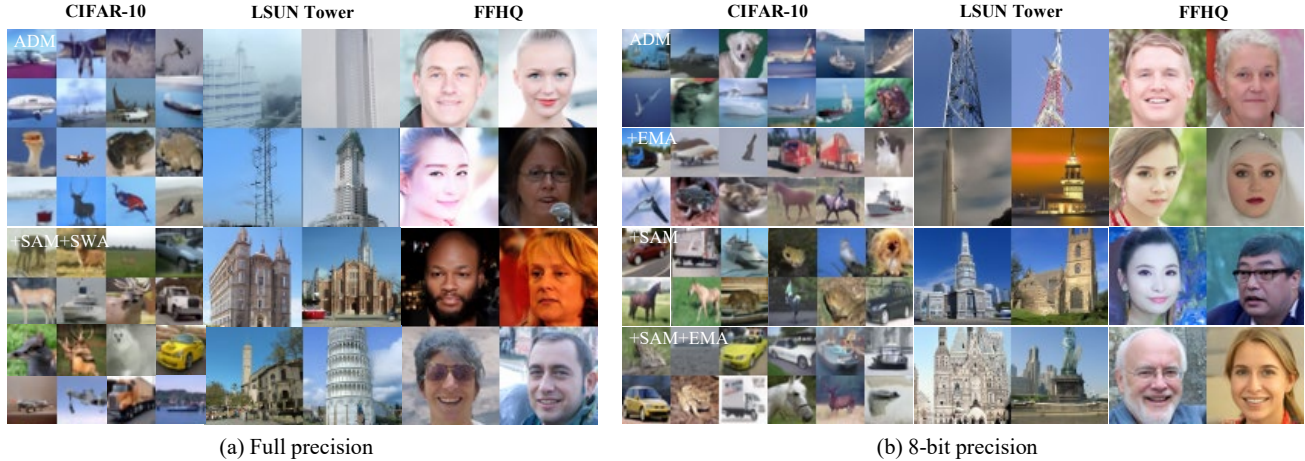 CIFAR-10 LSUN Tower FFHQ
ADM
+SAM+SWA
(a) Full precision
CIFAR-10 LSUN Tower FFHQ
ADM
+EMA
+SAM
+SAM+EMA
(b) 8-bit precision